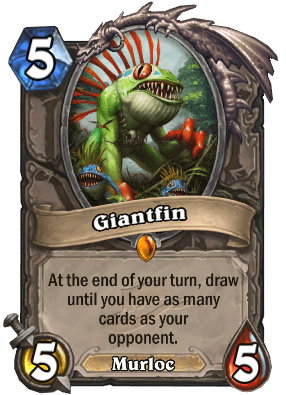 5
Giantfin
At the end of your turn, draw
until you have as many
cards as your
opponent.
5
Murloc
5